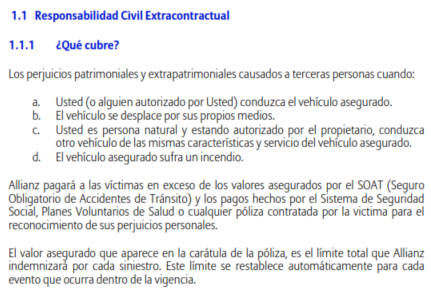 1.1 Responsabilidad Civil Extracontractual
1.1.1 ¿Qué cubre?
Los perjuicios patrimoniales y extrapatrimoniales causados a terceras personas cuando:
a. Usted (o alguien autorizado por Usted) conduzca el vehículo asegurado.
b. El vehículo se desplace por sus propios medios.
c. Usted es persona natural y estando autorizado por el propietario, conduzca
otro vehículo de las mismas características y servicio del vehículo asegurado.
d. El vehículo asegurado sufra un incendio.
Allianz pagará a las víctimas en exceso de los valores asegurados por el SOAT (Seguro
Obligatorio de Accidentes de Tránsito) y los pagos hechos por el Sistema de Seguridad
Social, Planes Voluntarios de Salud o cualquier póliza contratada por la victima para el
reconocimiento de sus perjuicios personales.
El valor asegurado que aparece en la carátula de la póliza, es el límite total que Allianz
indemnizará por cada siniestro. Este límite se restablece automáticamente para cada
evento que ocurra dentro de la vigencia.